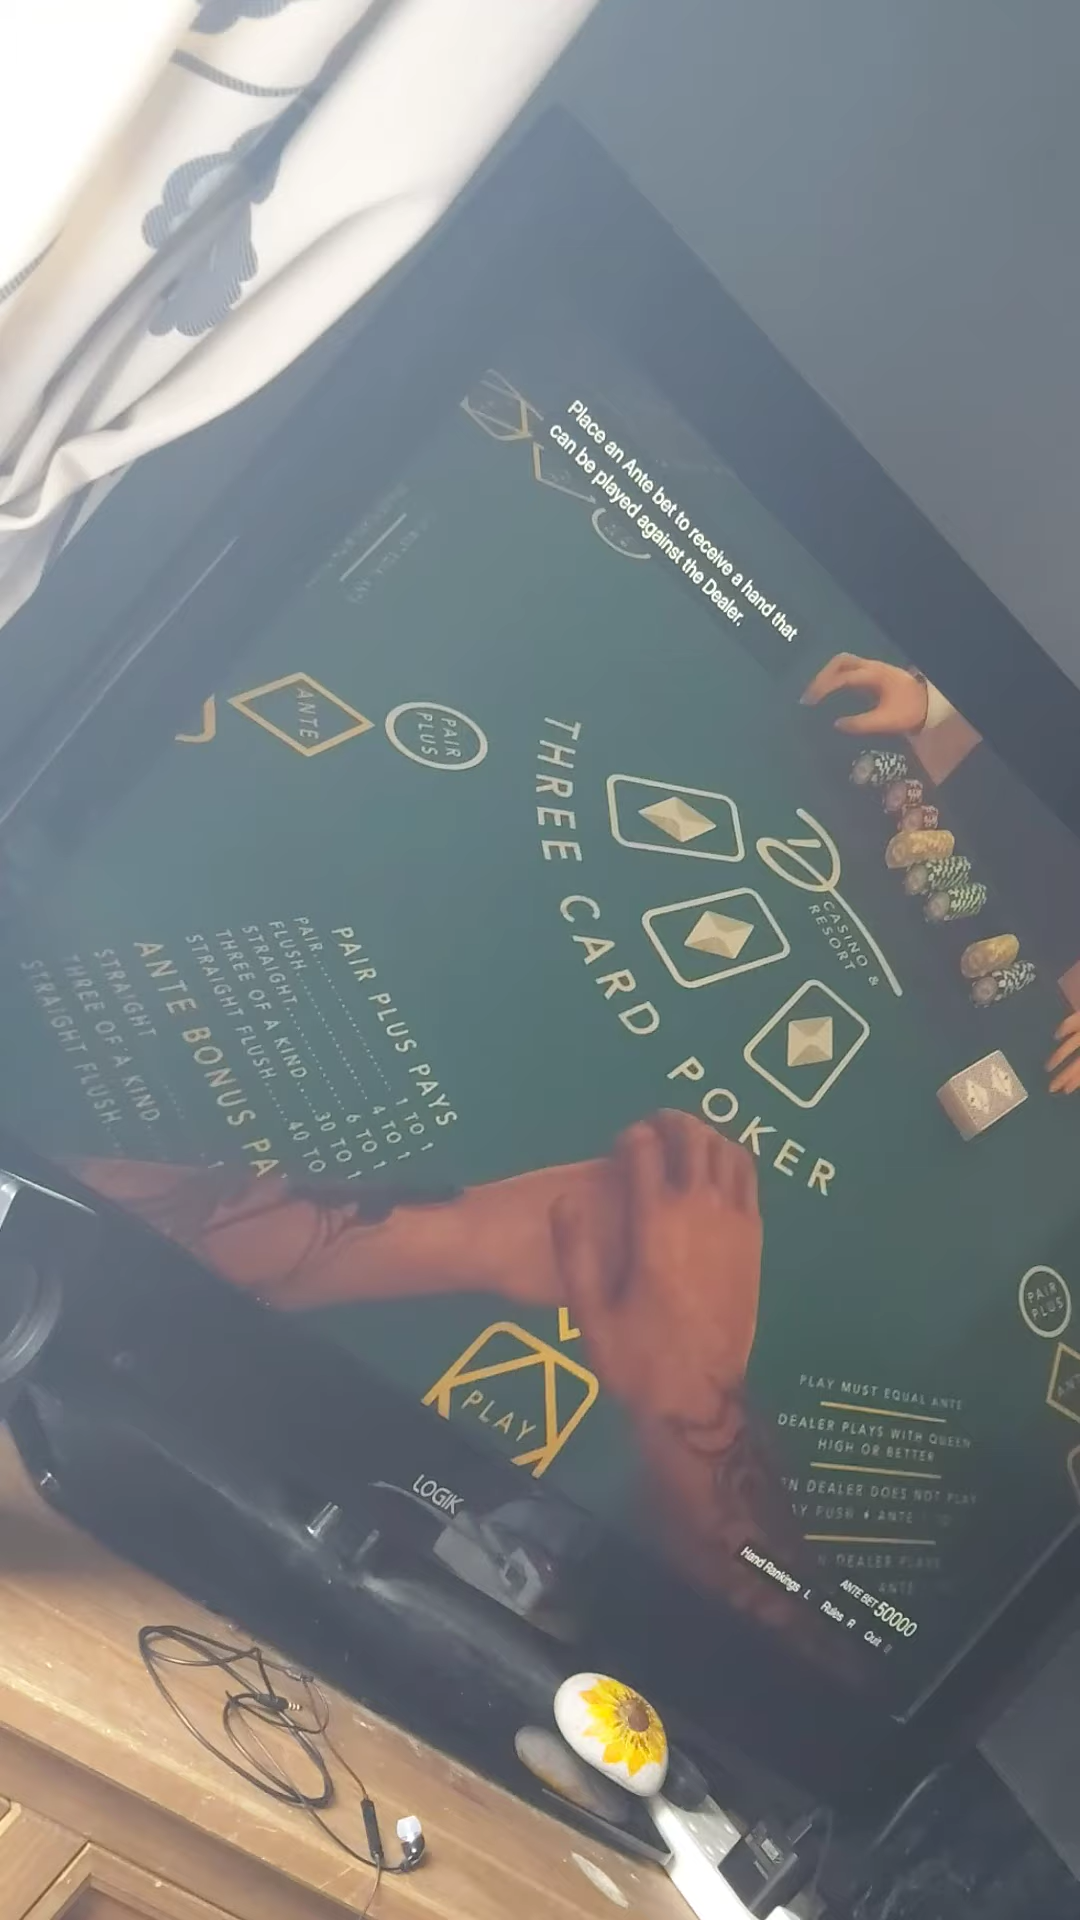 Place an Ante bet to receive a hand that
can be played against the Dealer.
ANTE
PAIR
PLUS
THREE CARD POKER
CASINO &
RESORT
PAIR PLUS PAYS
PAIR.................... 1 TO 1
FLUSH................... 4 TO 1
STRAIGHT................ 6 TO 1
THREE OF A KIND.... 30 TO 1
STRAIGHT FLUSH..... 40 TO
ANTE BONUS
STRAIGHT
THREE OF A KIND
STRAIGHT FLUSH
PLAY
PAIR
PLUS
PLAY MUST EQUAL ANTE
DEALER PLAYS WITH QUEEN
HIGH OR BETTER
DEALER DOES NOT PLAY
PUSH ♦ ANTE
DEALER PLAYS
ANTE
ANTE BET 50000
Hand Rankings L Rules R Quit
LOGIK